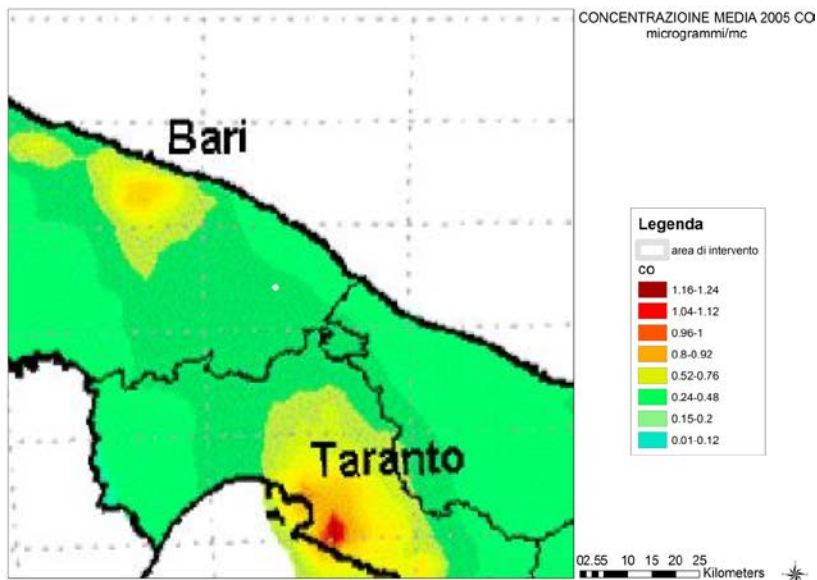 CONCENTRAZIOINE MEDIA 2005 CO
microgrammi/mc
Bari
Taranto
Legenda
area di intervento
CO
1.16-1.24
1.04-1.12
0.96-1
0.8-0.92
0.52-0.76
0.24-0.48
0.15-0.2
0.01-0.12
02.55 10 15 20 25
Kilometers